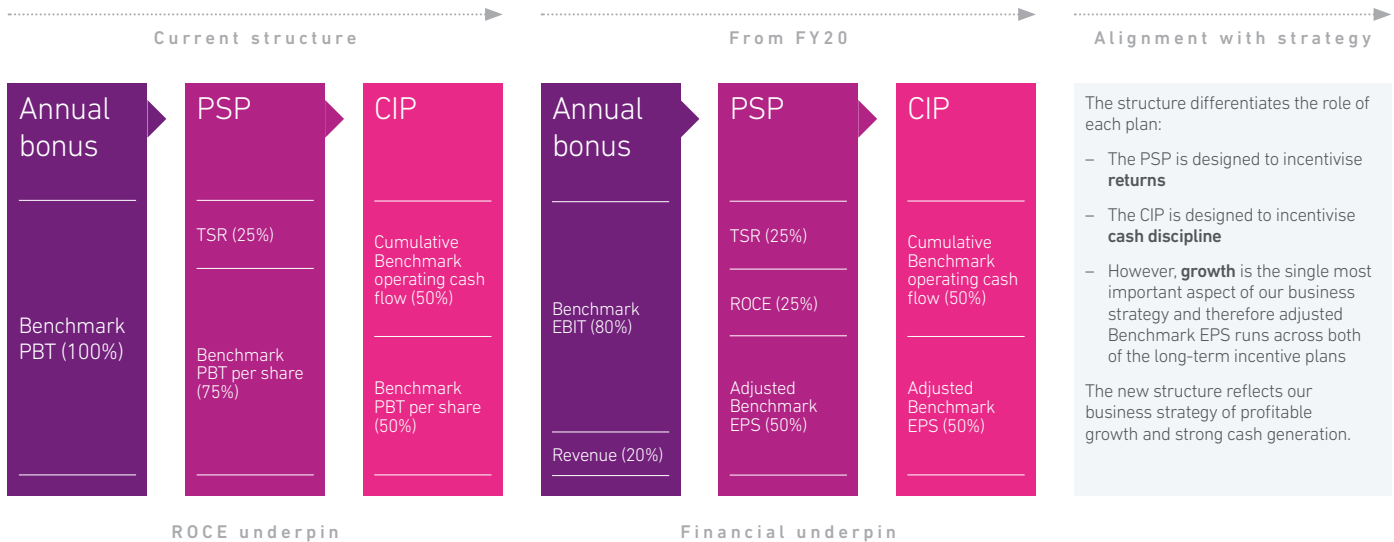 Current structure
From FY20
Alignment with strategy
Annual
bonus
Benchmark
PBT (100%)
PSP
TSR (25%)
Benchmark
PBT per share
(75%)
CIP
Cumulative
Benchmark
operating cash
flow (50%)
Benchmark
PBT per share
(50%)
ROCE underpin
Annual
bonus
Benchmark
EBIT (80%)
Revenue (20%)
PSP
TSR (25%)
ROCE (25%)
Adjusted
Benchmark
EPS (50%)
CIP
Cumulative
Benchmark
operating cash
flow (50%)
Adjusted
Benchmark
EPS (50%)
Financial underpin
The structure differentiates the role of
each plan:
– The PSP is designed to incentivise
returns
– The CIP is designed to incentivise
cash discipline
– However, growth is the single most
important aspect of our business
strategy and therefore adjusted
Benchmark EPS runs across both
of the long-term incentive plans
The new structure reflects our
business strategy of profitable
growth and strong cash generation.